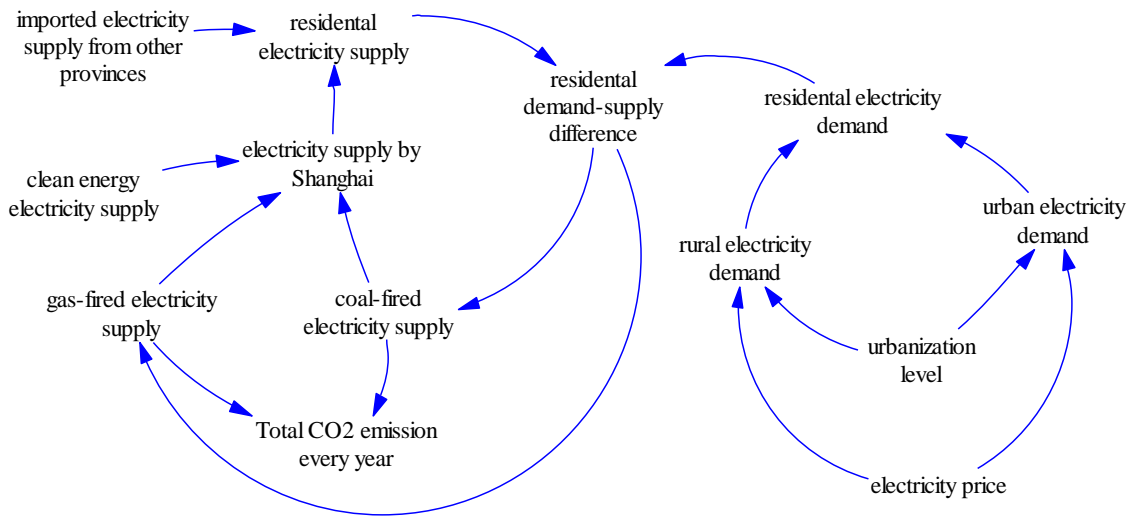 imported electricity
supply from other
provinces
residental
electricity supply
residental
demand-supply
difference
residental electricity
demand
electricity supply by
Shanghai
clean energy
electricity supply
urban electricity
demand
rural electricity
demand
gas-fired electricity
supply
coal-fired
electricity supply
urbanization
level
Total CO2 emission
every year
electricity price